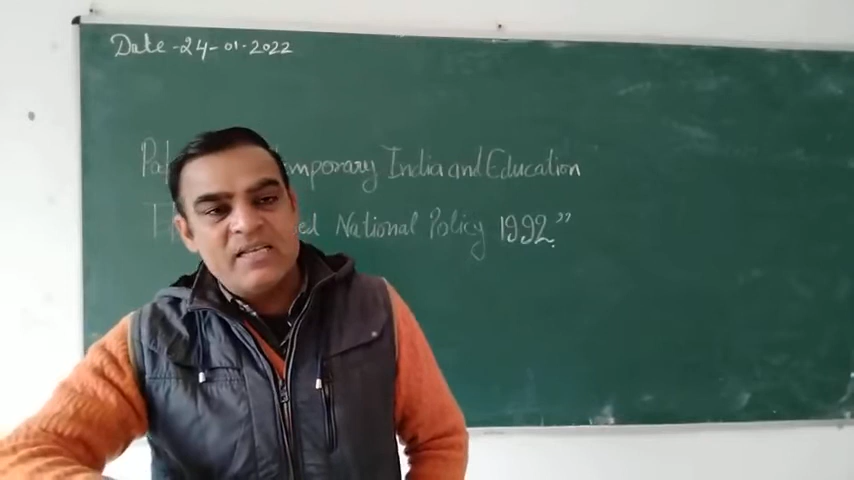 Date -24-01-2022
India and Education
National Policy 1992”